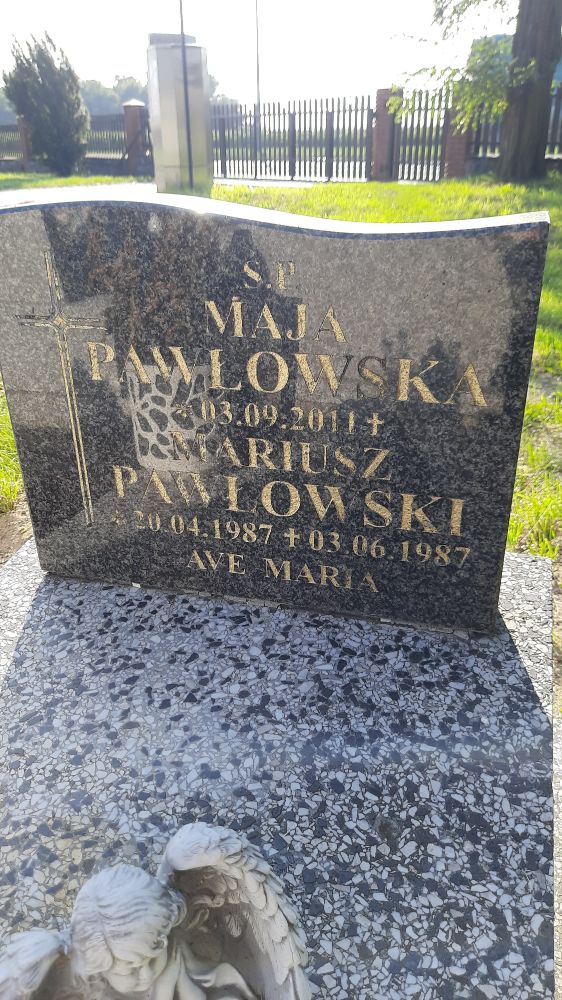 Ś.P.
MAJA
PAWŁOWSKA
* 03.09.2011 +
MARIUSZ
PAWŁOWSKI
* 20.04.1987 + 03.06.1987
AVE MARIA